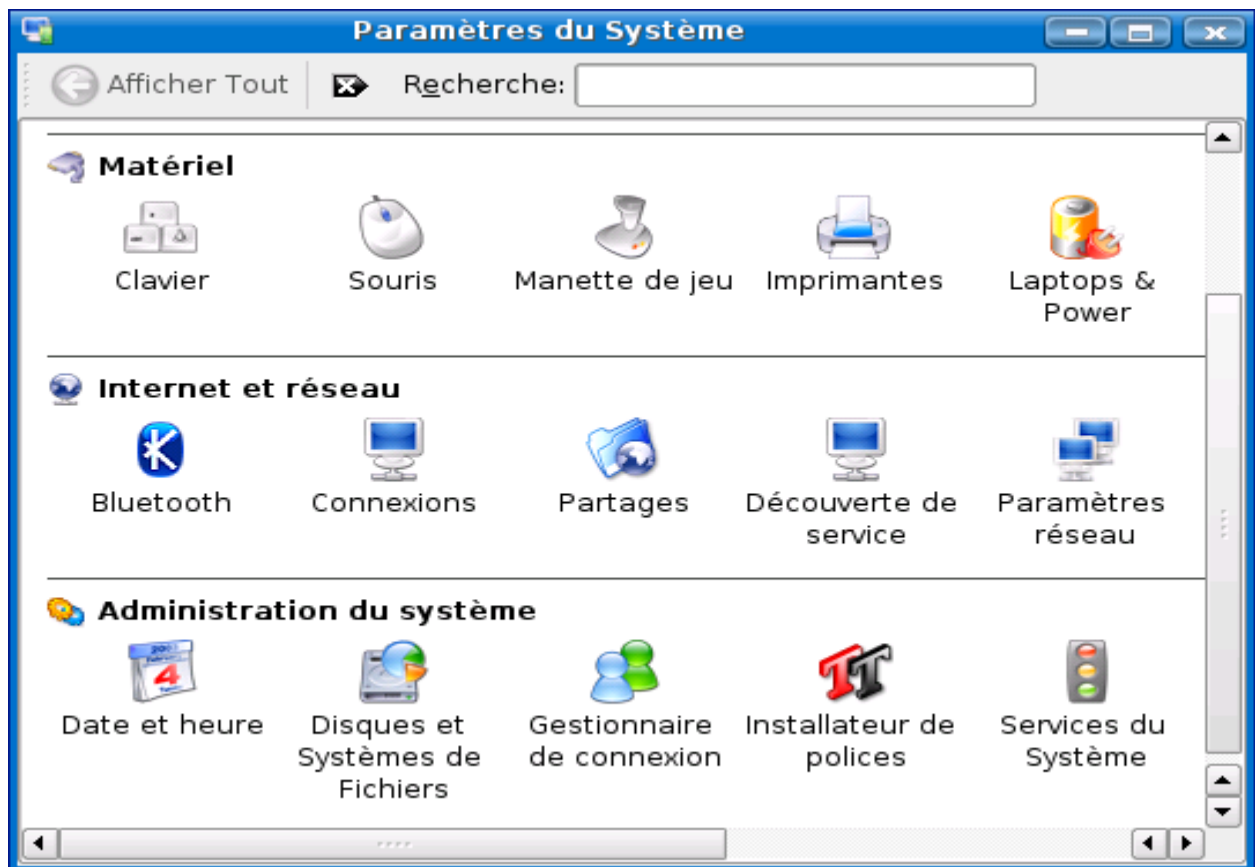 Paramètres du Système
Afficher Tout
Recherche:
Matériel
Clavier
Souris
Manette de jeu
Imprimantes
Laptops &
Power
Internet et réseau
Bluetooth
Connexions
Partages
Découverte de
service
Paramètres
réseau
Administration du système
Date et heure
Disques et
Systèmes de
Fichiers
Gestionnaire
de connexion
Installateur de
polices
Services du
Système